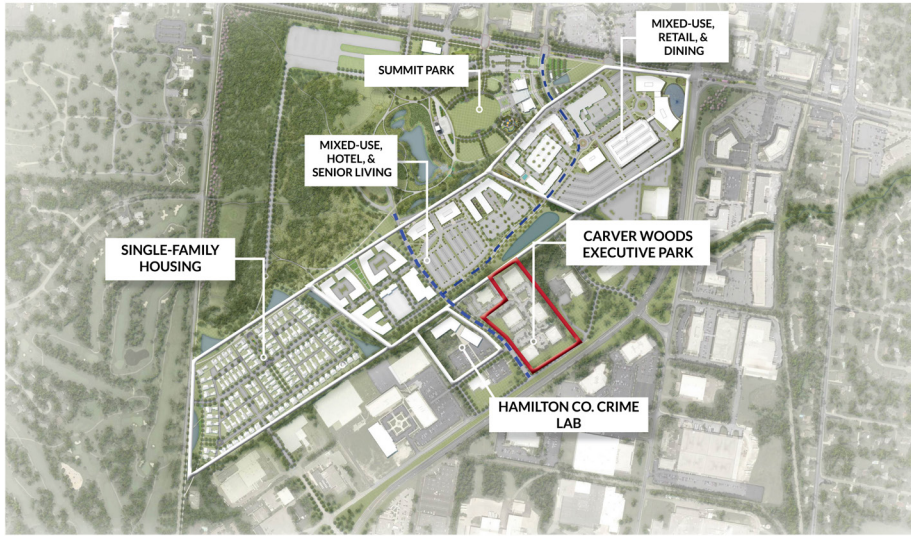 MIXED-USE,
RETAIL, &
DINING
SUMMIT PARK
MIXED-USE,
HOTEL, &
SENIOR LIVING
SINGLE-FAMILY
HOUSING
CARVER WOODS
EXECUTIVE PARK
HAMILTON CO. CRIME
LAB